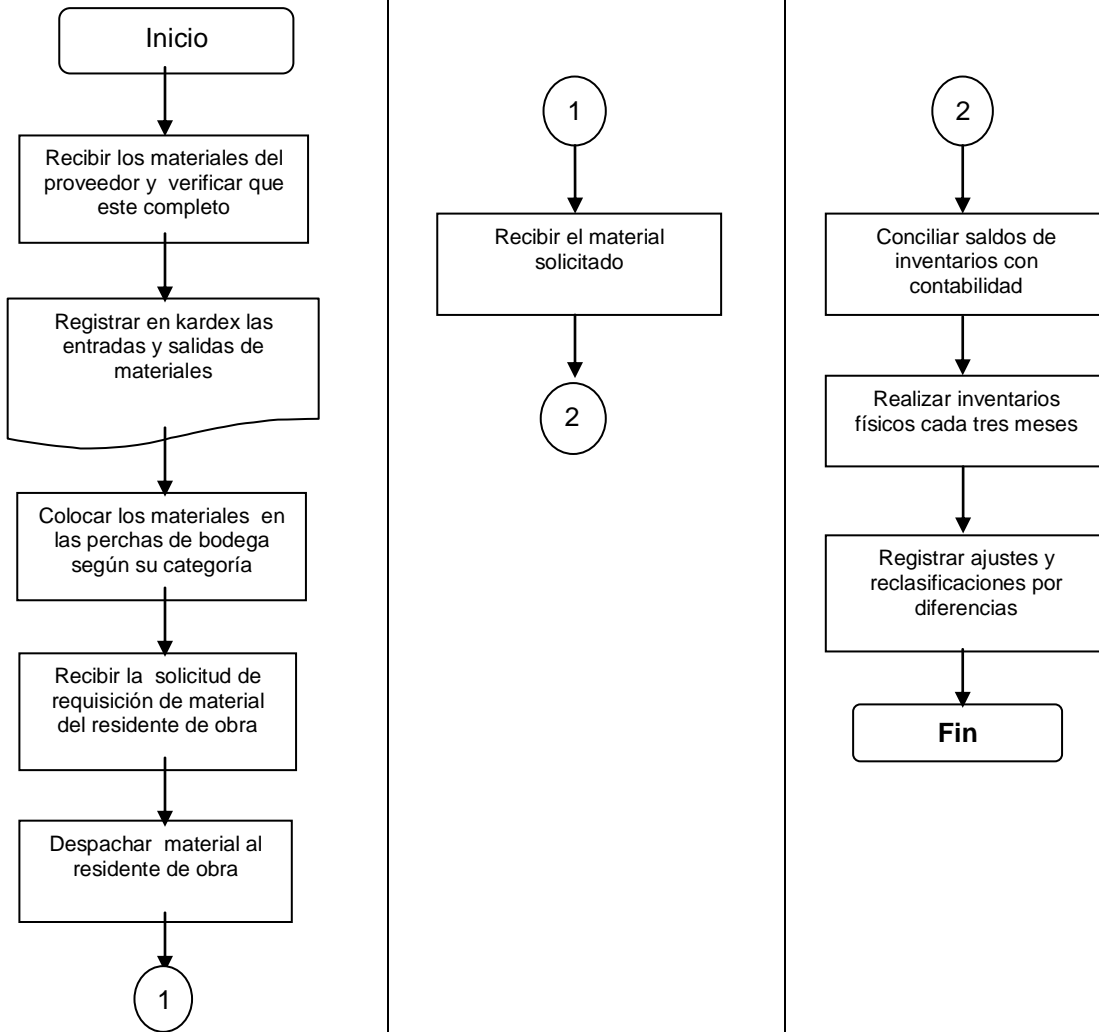 Inicio
Recibir los materiales del
proveedor y verificar que
este completo
Registrar en kardex las
entradas y salidas de
materiales
Colocar los materiales en
las perchas de bodega
según su categoría
Recibir la solicitud de
requisición de material
del residente de obra
Despachar material al
residente de obra
1
1
Recibir el material
solicitado
2
2
Conciliar saldos de
inventarios con
contabilidad
Realizar inventarios
físicos cada tres meses
Registrar ajustes y
reclasificaciones por
diferencias
Fin